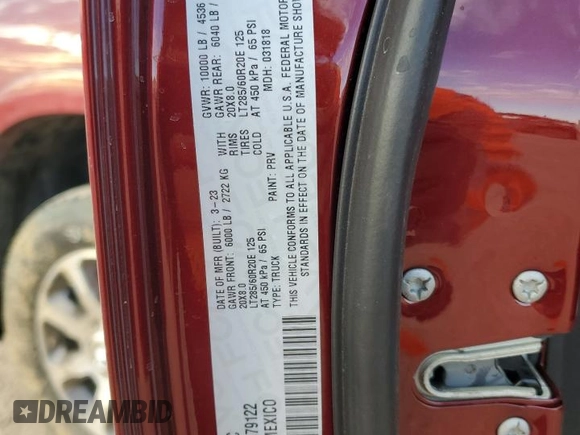 DATE OF MFR (BUILT): 3-23
GVWR: 10000 LB / 4536
GAWR FRONT: 6000 LB / 2722 KG WITH
GAWR REAR: 6040 LB /
20X8.0 RIMS
20X8.0
LT285/60R20E 125 TIRES
LT285/60R20E 125
AT 450 kPa / 65 PSI COLD
AT 450 kPa / 65 PSI
TYPE: TRUCK PAINT: PRV
MDH: 031818
THIS VEHICLE CONFORMS TO ALL APPLICABLE U.S.A. FEDERAL MOTOR
STANDARDS IN EFFECT ON THE DATE OF MANUFACTURE SHOW
79122
MEXICO
DREAMBID